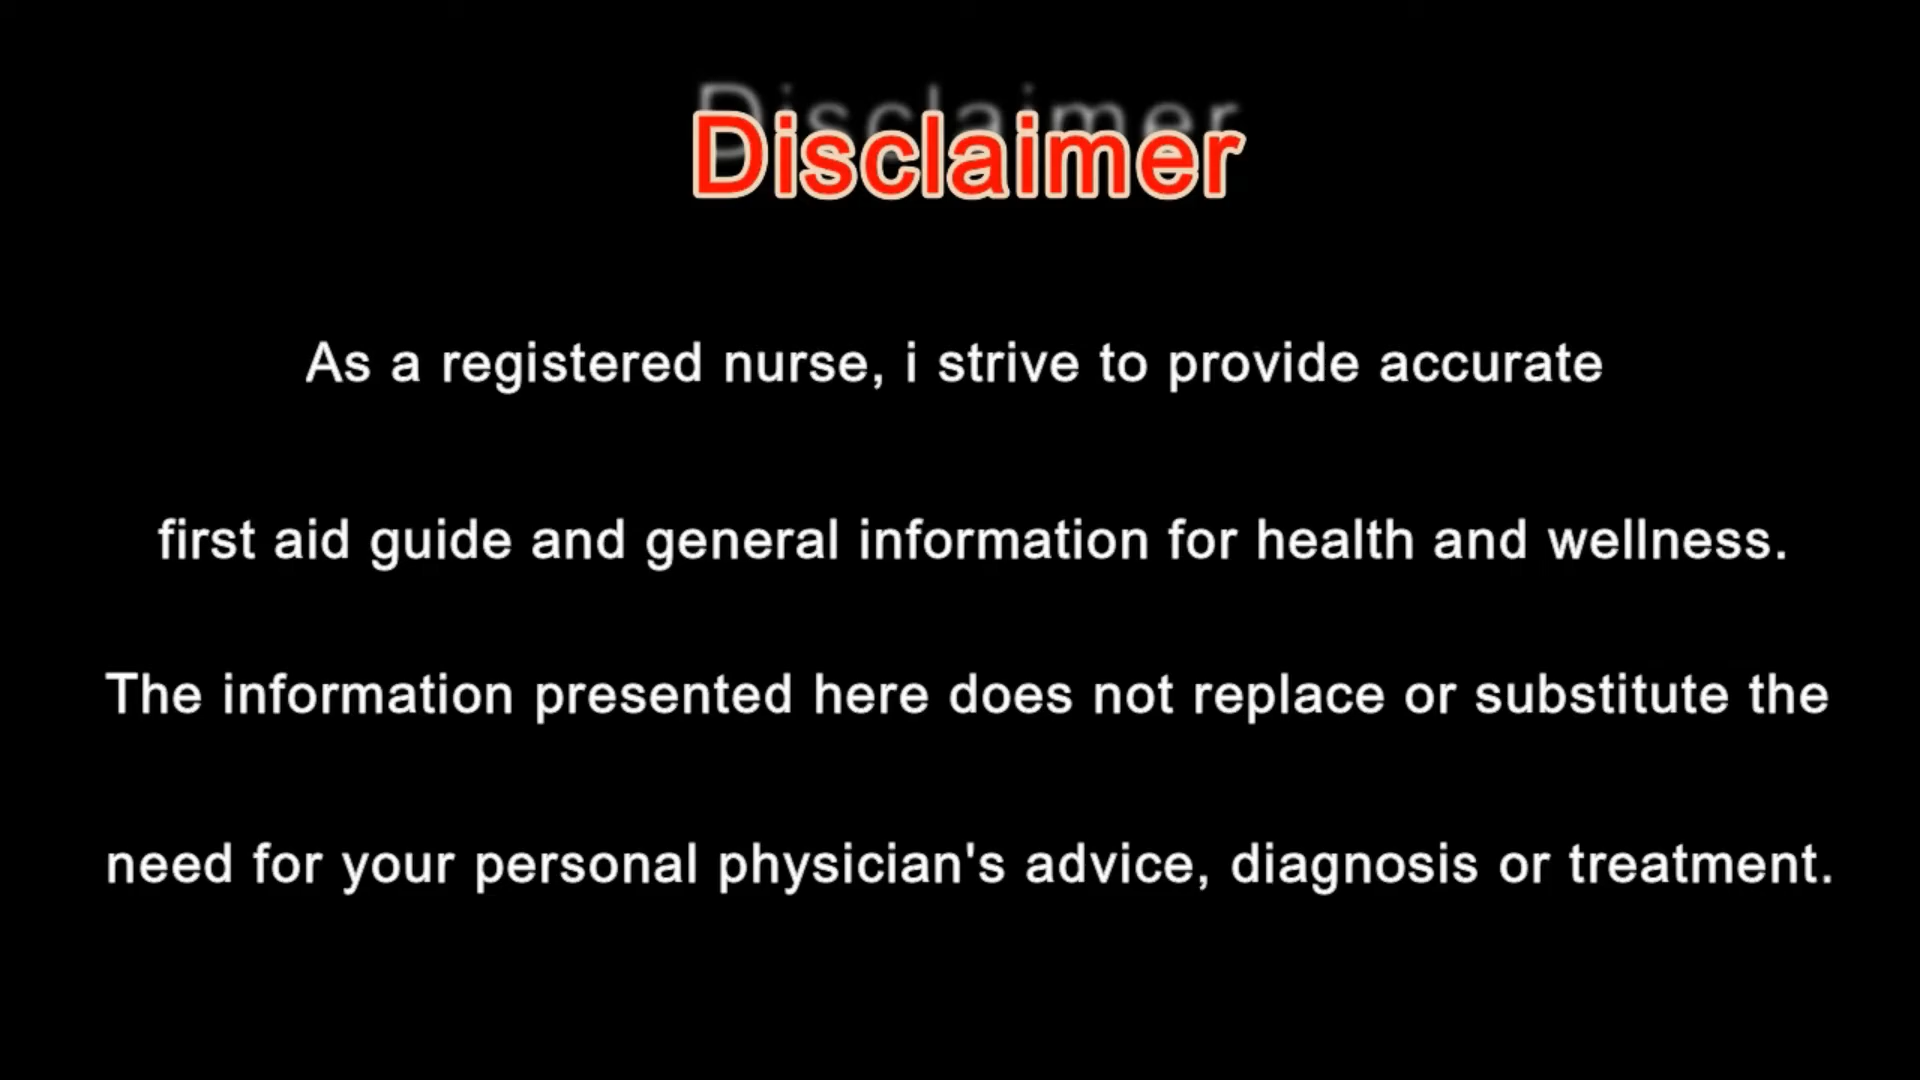 Disclaimer
As a registered nurse, i strive to provide accurate
first aid guide and general information for health and wellness.
The information presented here does not replace or substitute the
need for your personal physician's advice, diagnosis or treatment.